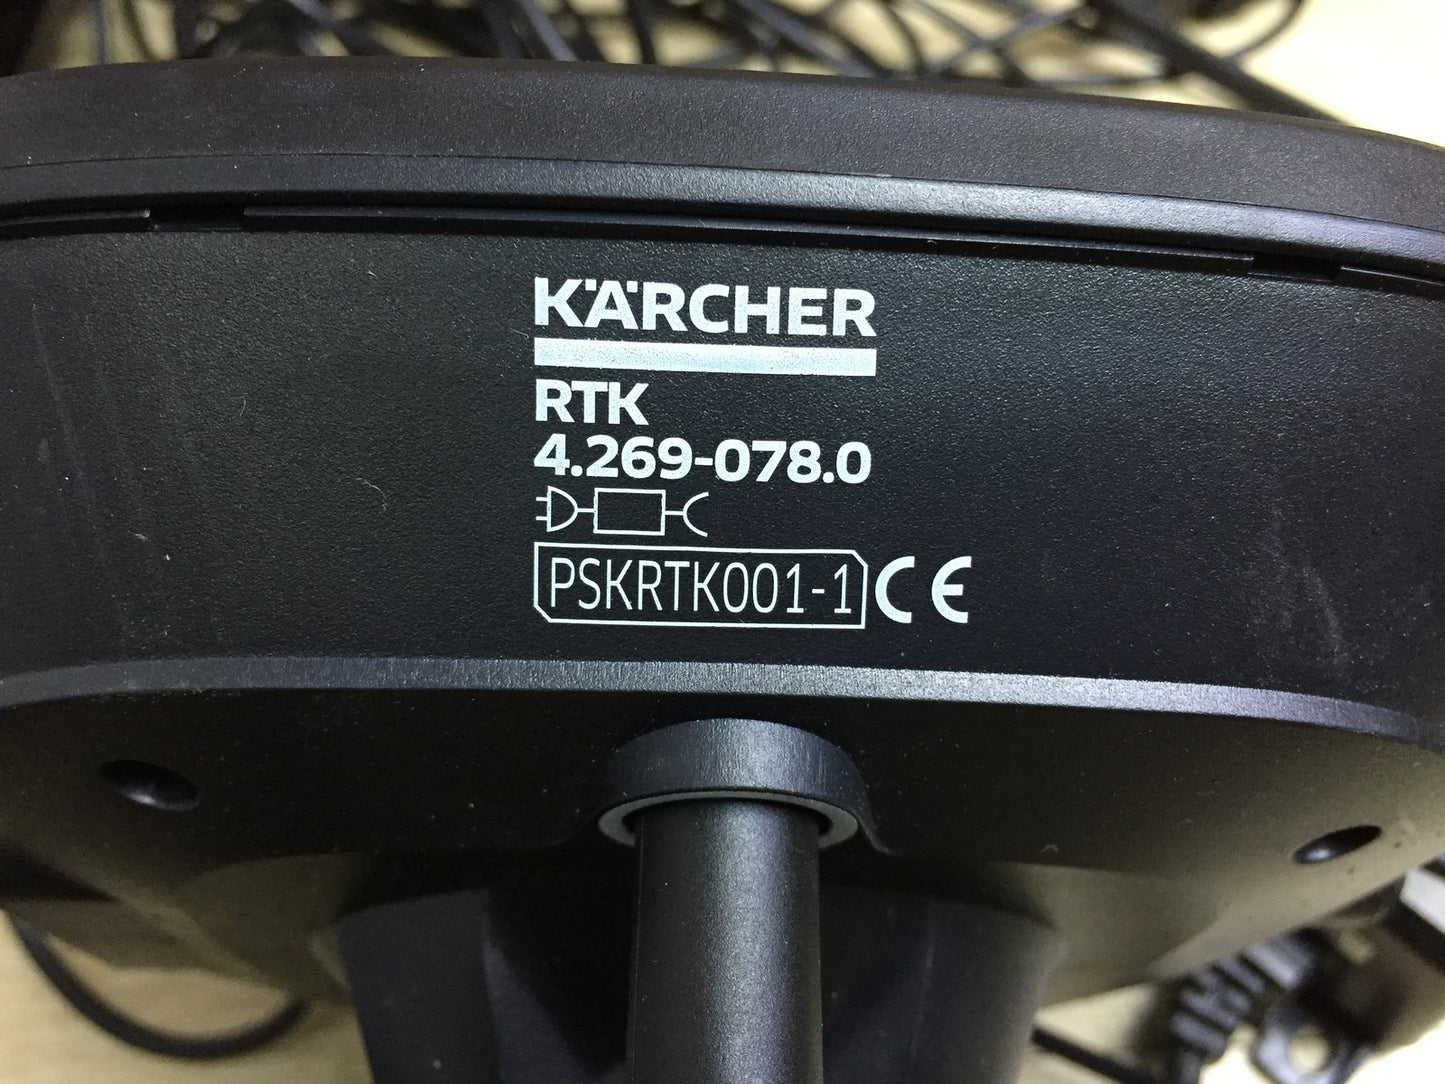 KÄRCHER
RTK
4.269-078.0
PSKRTK001-1 CE